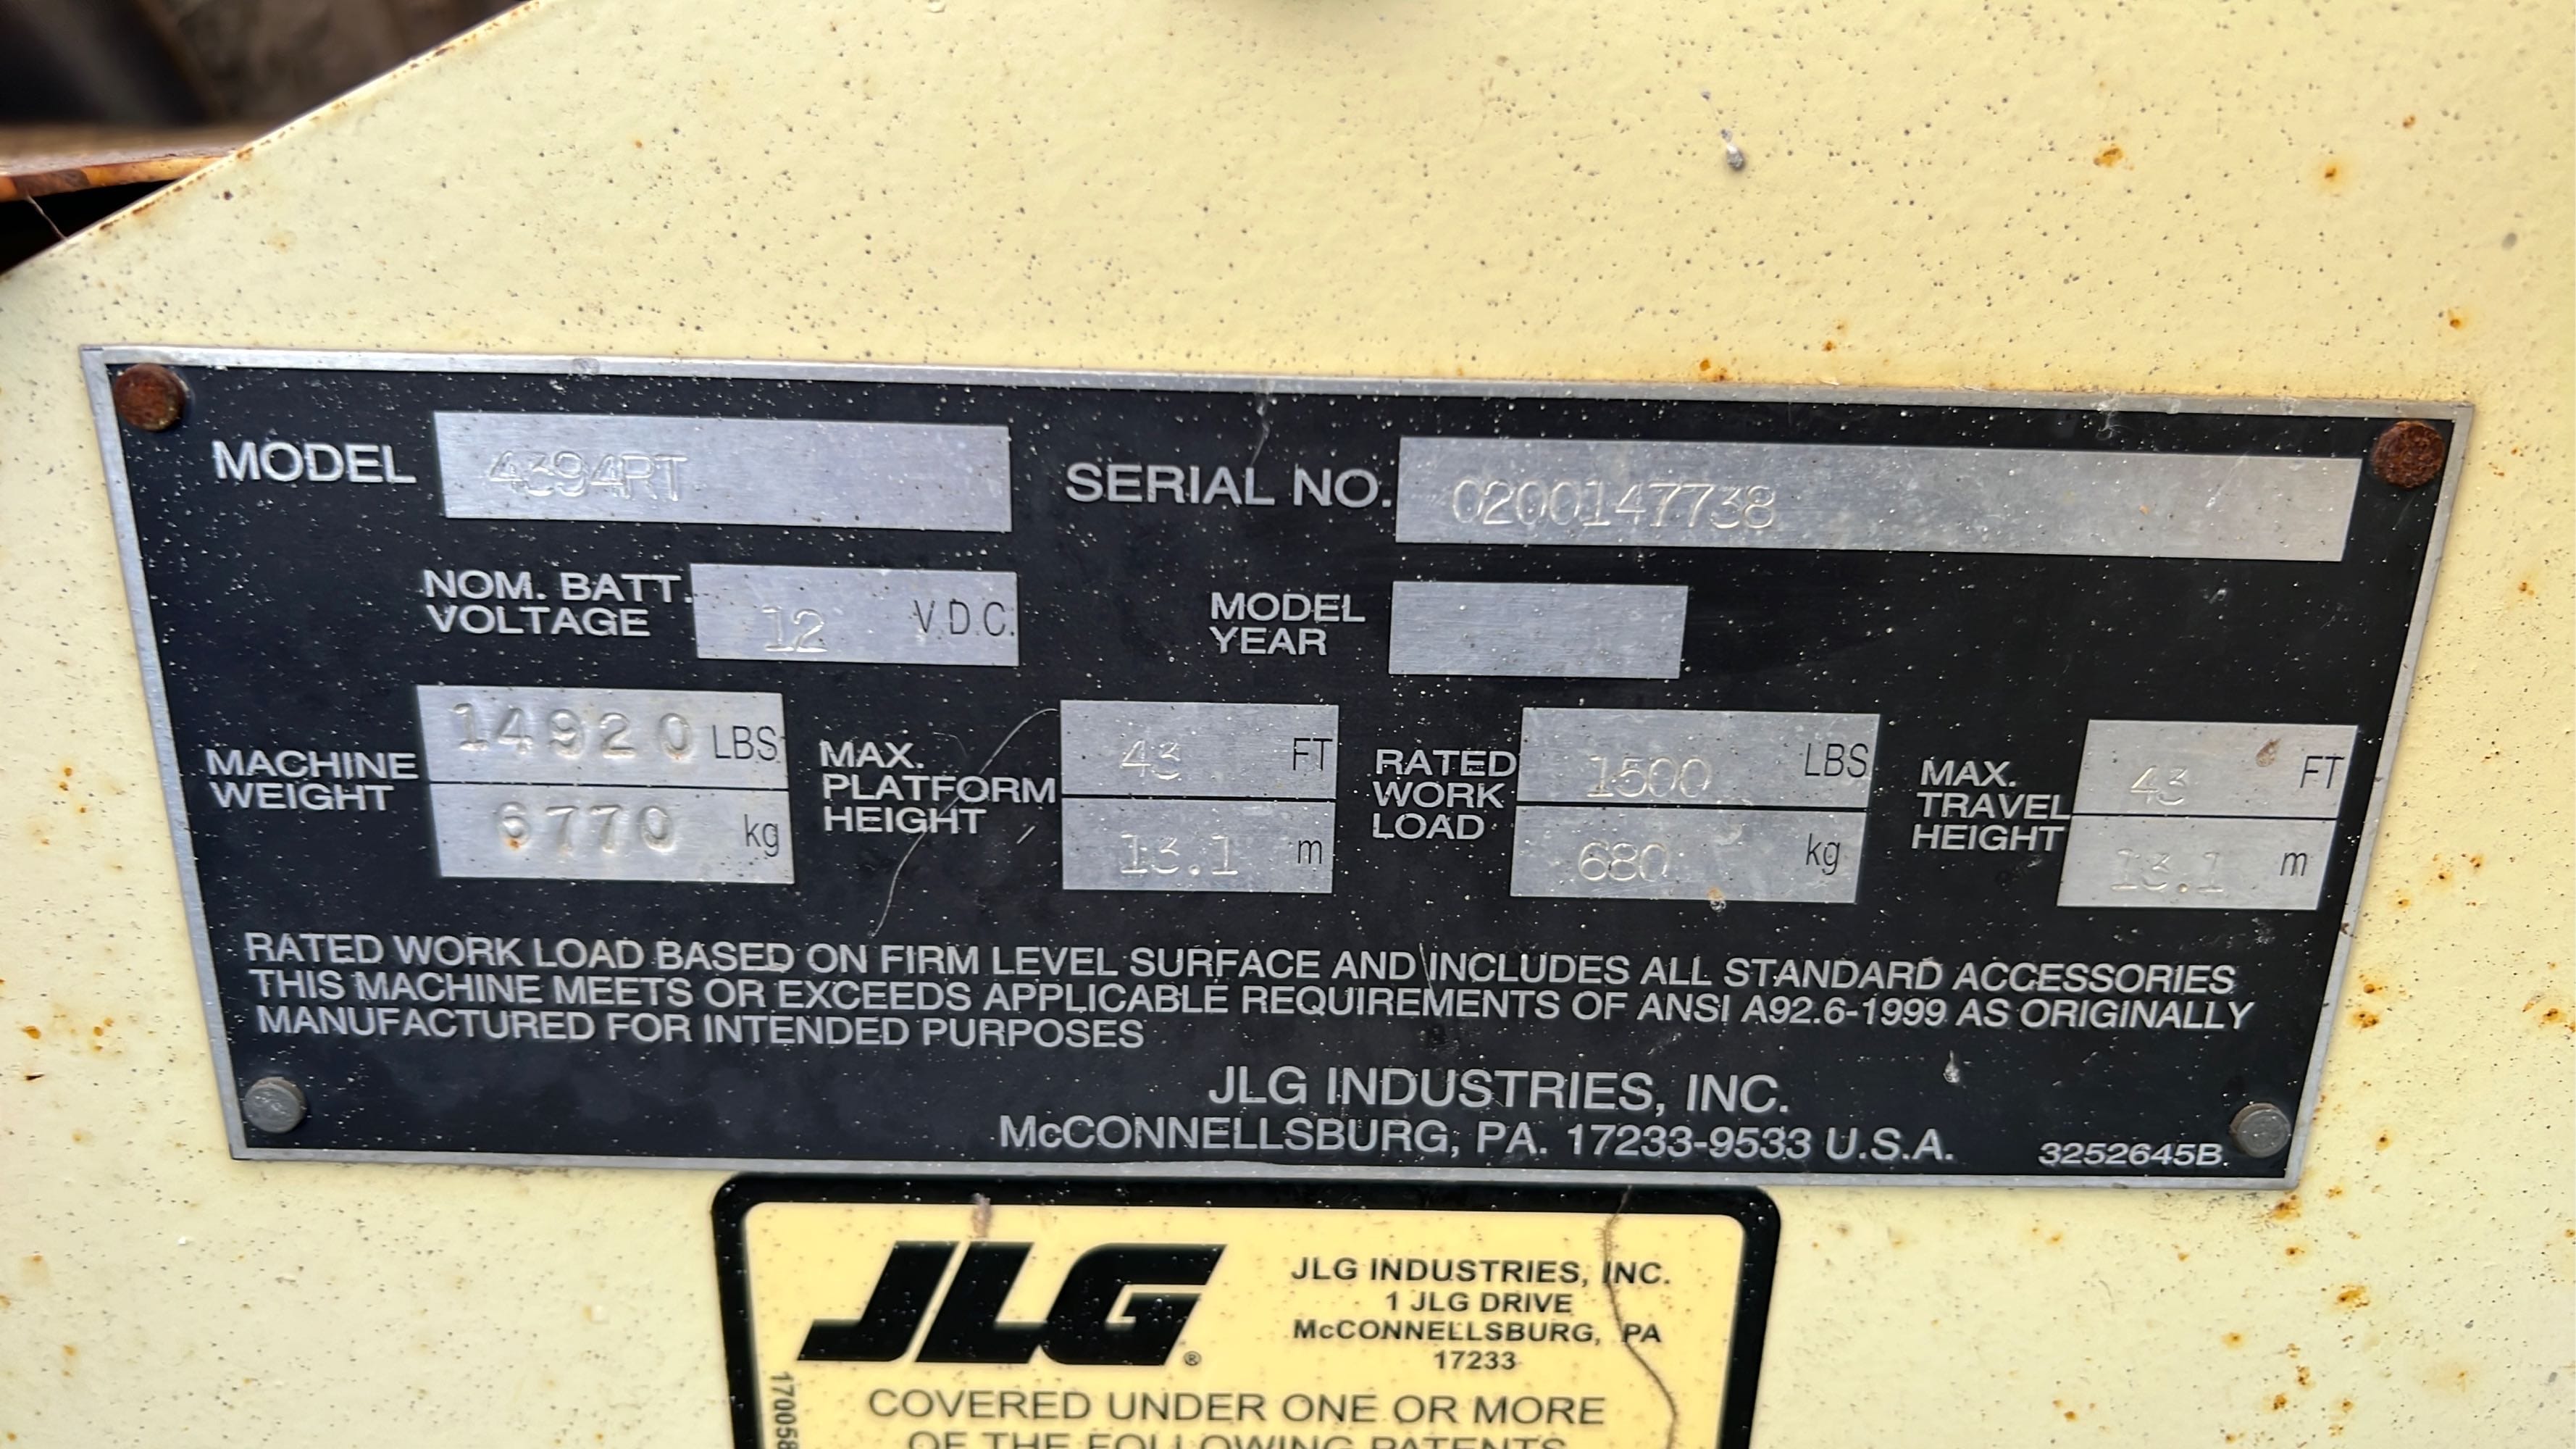 MODEL 4394RT SERIAL NO. 0200147738
NOM. BATT. VOLTAGE 12 V.D.C. MODEL YEAR
MACHINE WEIGHT 14920 LBS 6770 kg MAX. PLATFORM HEIGHT 43 FT 13.1 m RATED WORK LOAD 1500 LBS 680 kg MAX. TRAVEL HEIGHT 43 FT 13.1 m
RATED WORK LOAD BASED ON FIRM LEVEL SURFACE AND INCLUDES ALL STANDARD ACCESSORIES
THIS MACHINE MEETS OR EXCEEDS APPLICABLE REQUIREMENTS OF ANSI A92.6-1999 AS ORIGINALLY
MANUFACTURED FOR INTENDED PURPOSES
JLG INDUSTRIES, INC.
McCONNELLSBURG, PA. 17233-9533 U.S.A. 3252645B
JLG®
JLG INDUSTRIES, INC.
1 JLG DRIVE
McCONNELLSBURG, PA
17233
COVERED UNDER ONE OR MORE
OF THE FOLLOWING PATENTS